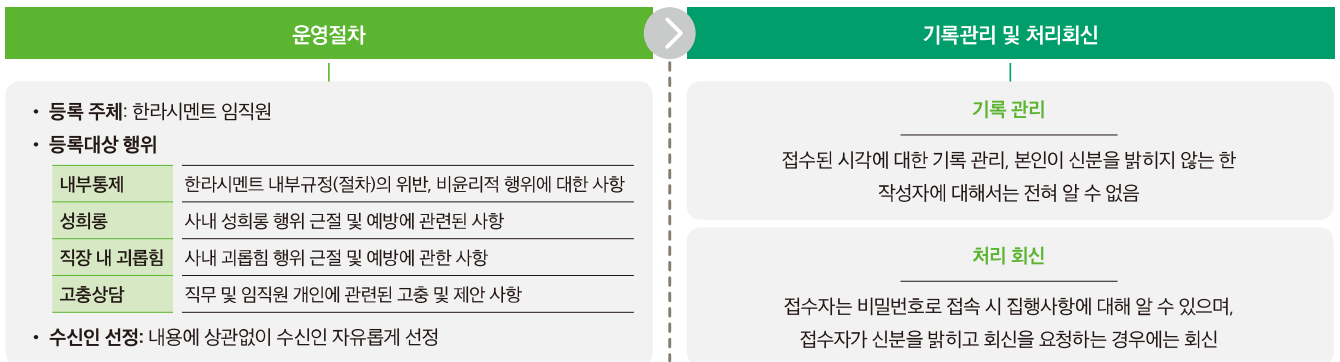 운영절차
• 등록 주체: 한라시멘트 임직원
• 등록대상 행위
내부통제 한라시멘트 내부규정(절차)의 위반, 비윤리적 행위에 대한 사항
성희롱 사내 성희롱 행위 근절 및 예방에 관련된 사항
직장 내 괴롭힘 사내 괴롭힘 행위 근절 및 예방에 관한 사항
고충상담 직무 및 임직원 개인에 관련된 고충 및 제안 사항
• 수신인 선정: 내용에 상관없이 수신인 자유롭게 선정
기록관리 및 처리회신
기록 관리
접수된 시각에 대한 기록 관리, 본인이 신분을 밝히지 않는 한
작성자에 대해서는 전혀 알 수 없음
처리 회신
접수자는 비밀번호로 접속 시 집행사항에 대해 알 수 있으며,
접수자가 신분을 밝히고 회신을 요청하는 경우에는 회신